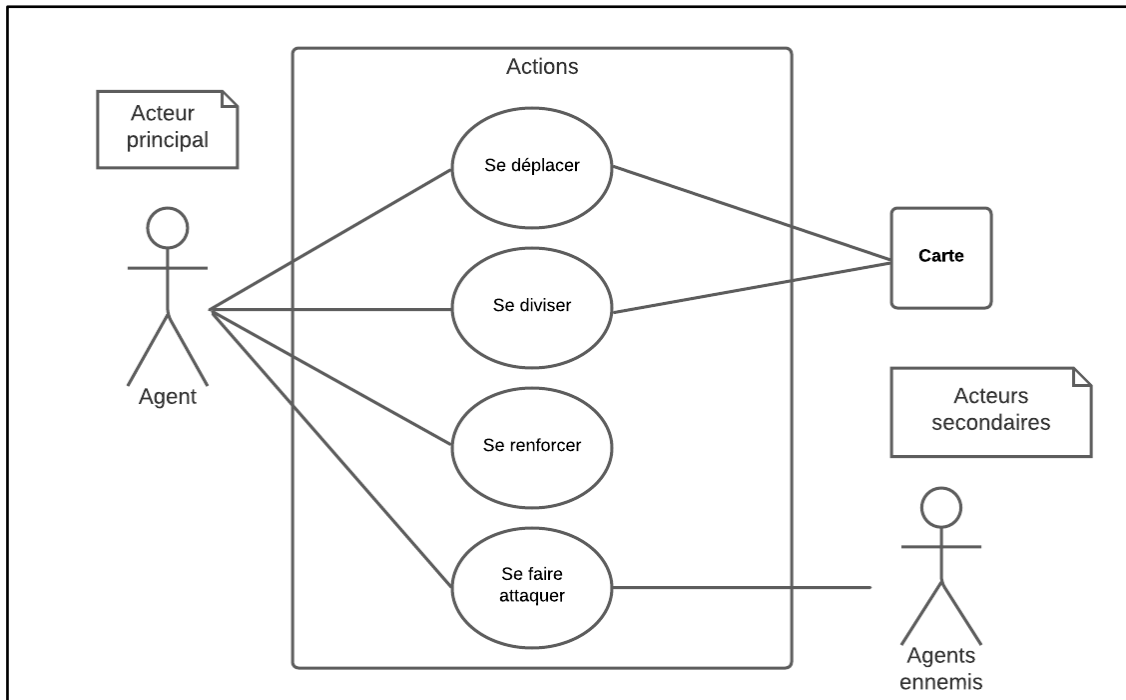 Actions
Acteur
principal
Se déplacer
Carte
Se diviser
Agent
Acteurs
secondaires
Se renforcer
Se faire
attaquer
Agents
ennemis